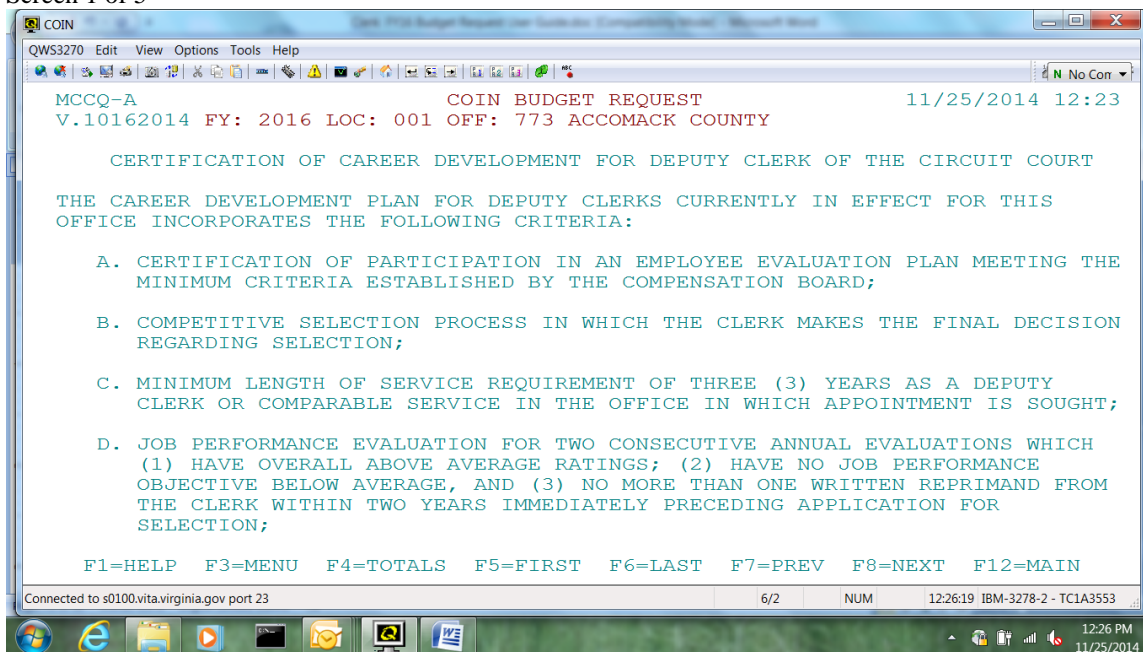 Screen 1 of 3
COIN
QWS3270 Edit View Options Tools Help
N No Con
MCCQ-A COIN BUDGET REQUEST 11/25/2014 12:23
V.10162014 FY: 2016 LOC: 001 OFF: 773 ACCOMACK COUNTY
CERTIFICATION OF CAREER DEVELOPMENT FOR DEPUTY CLERK OF THE CIRCUIT COURT
THE CAREER DEVELOPMENT PLAN FOR DEPUTY CLERKS CURRENTLY IN EFFECT FOR THIS
OFFICE INCORPORATES THE FOLLOWING CRITERIA:
A. CERTIFICATION OF PARTICIPATION IN AN EMPLOYEE EVALUATION PLAN MEETING THE
MINIMUM CRITERIA ESTABLISHED BY THE COMPENSATION BOARD;
B. COMPETITIVE SELECTION PROCESS IN WHICH THE CLERK MAKES THE FINAL DECISION
REGARDING SELECTION;
C. MINIMUM LENGTH OF SERVICE REQUIREMENT OF THREE (3) YEARS AS A DEPUTY
CLERK OR COMPARABLE SERVICE IN THE OFFICE IN WHICH APPOINTMENT IS SOUGHT;
D. JOB PERFORMANCE EVALUATION FOR TWO CONSECUTIVE ANNUAL EVALUATIONS WHICH
(1) HAVE OVERALL ABOVE AVERAGE RATINGS; (2) HAVE NO JOB PERFORMANCE
OBJECTIVE BELOW AVERAGE, AND (3) NO MORE THAN ONE WRITTEN REPRIMAND FROM
THE CLERK WITHIN TWO YEARS IMMEDIATELY PRECEDING APPLICATION FOR
SELECTION;
F1=HELP F3=MENU F4=TOTALS F5=FIRST F6=LAST F7=PREV F8=NEXT F12=MAIN
Connected to s0100.vita.virginia.gov port 23 6/2 NUM 12:26:19 IBM-3278-2 - TC1A3553
12:26 PM
11/25/2014